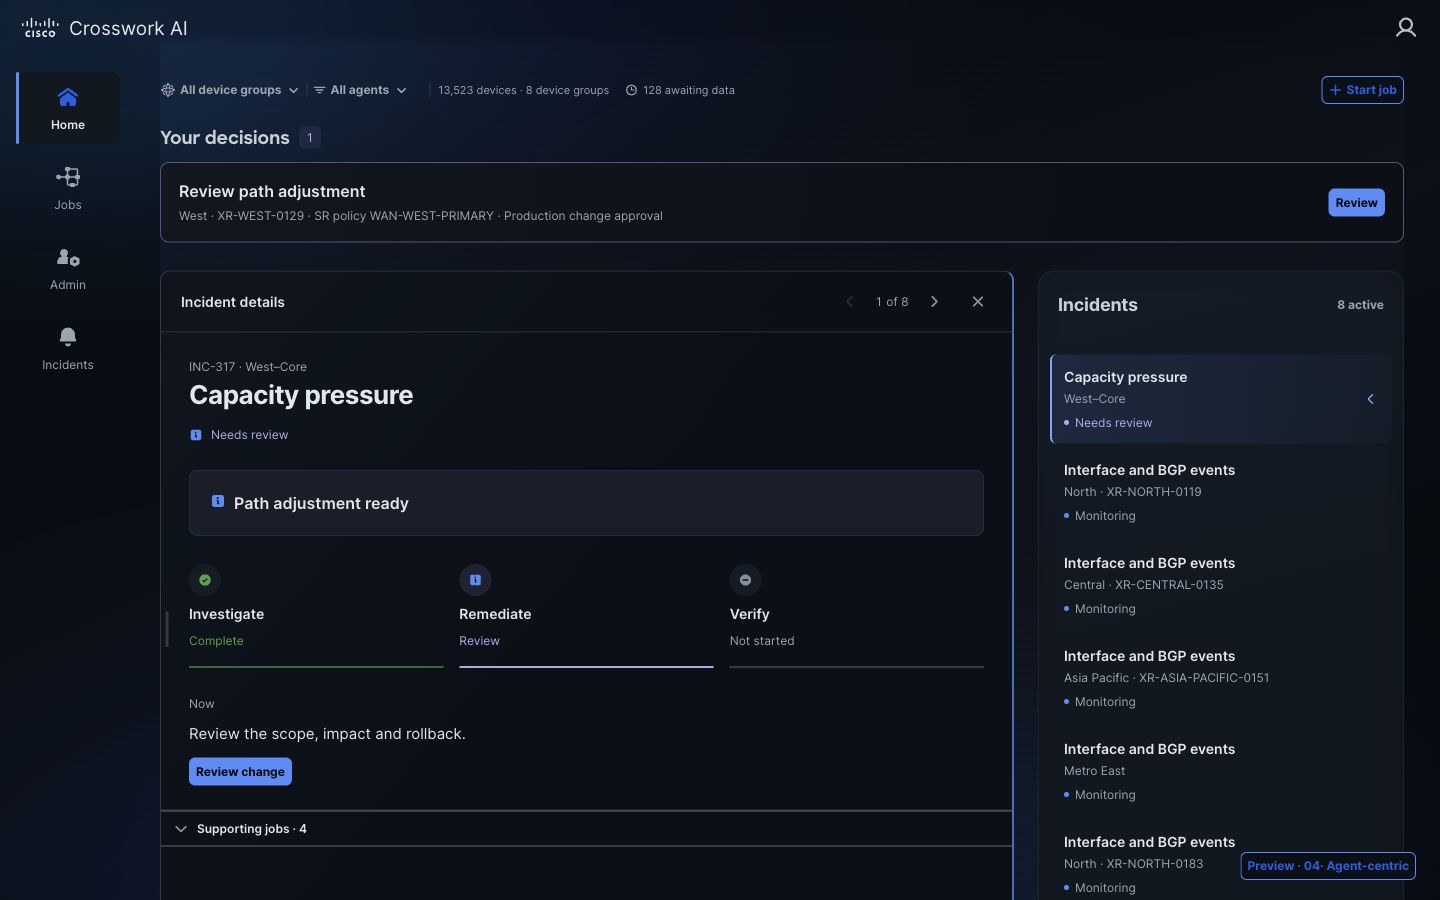 CISCO Crosswork AI
Home
Jobs
Admin
Incidents
All device groups
All agents
13,523 devices · 8 device groups
128 awaiting data
+ Start job
Your decisions 1
Review path adjustment
West · XR-WEST-0129 · SR policy WAN-WEST-PRIMARY · Production change approval
Review
Incident details
1 of 8
INC-317 · West–Core
Capacity pressure
Needs review
Path adjustment ready
Investigate
Complete
Remediate
Review
Verify
Not started
Now
Review the scope, impact and rollback.
Review change
Supporting jobs · 4
Incidents
8 active
Capacity pressure
West–Core
Needs review
Interface and BGP events
North · XR-NORTH-0119
Monitoring
Interface and BGP events
Central · XR-CENTRAL-0135
Monitoring
Interface and BGP events
Asia Pacific · XR-ASIA-PACIFIC-0151
Monitoring
Interface and BGP events
Metro East
Monitoring
Interface and BGP events
North · XR-NORTH-0183
Monitoring
Preview · 04· Agent-centric